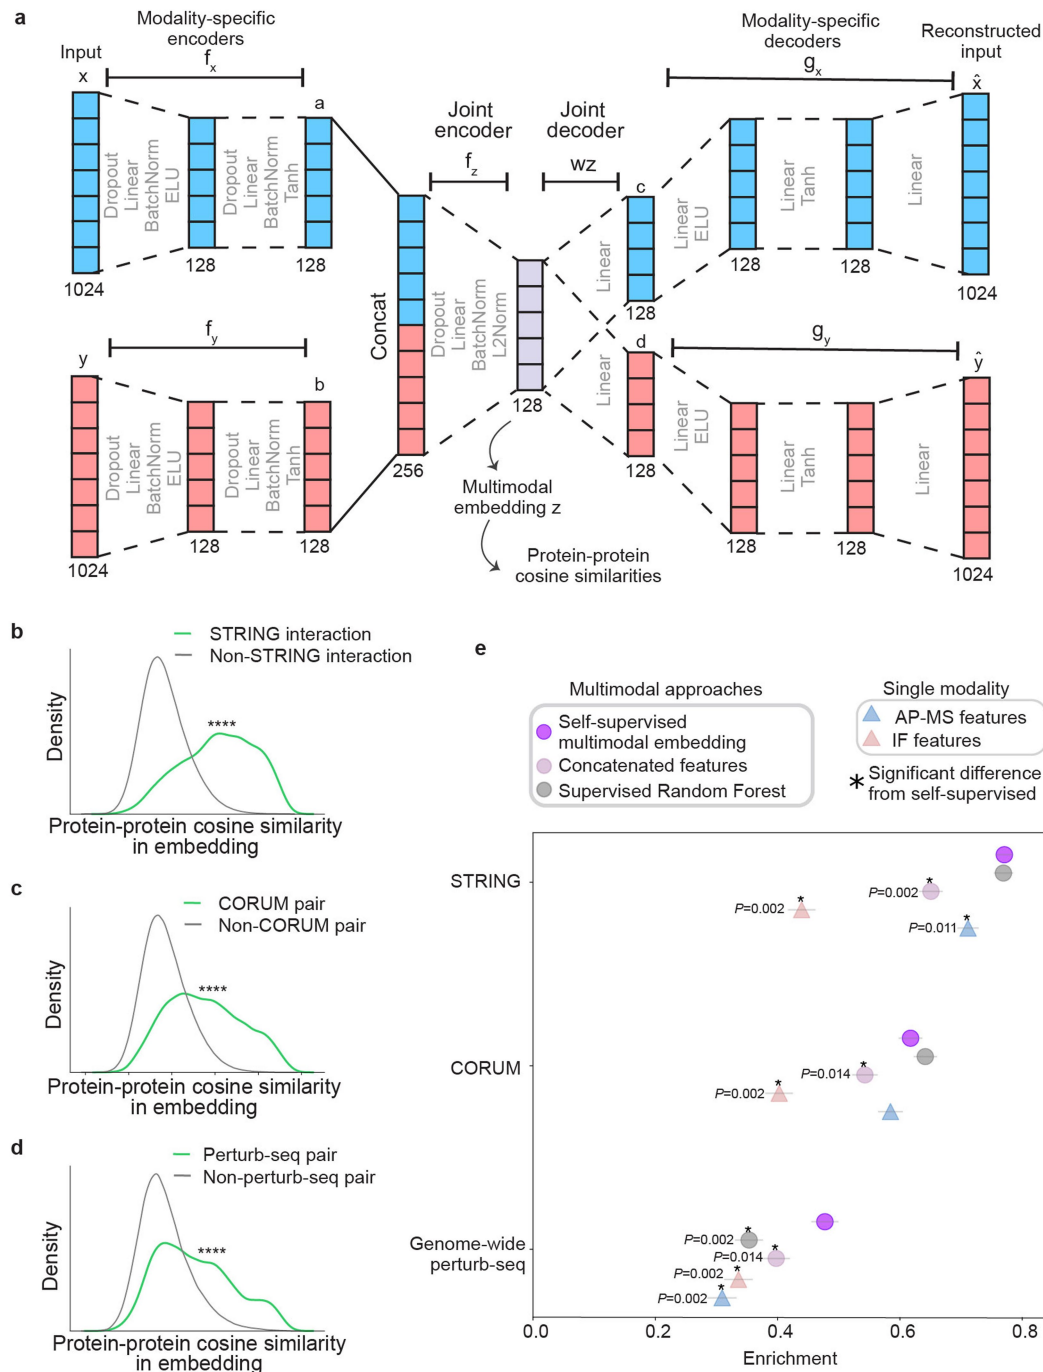 a
Modality-specific
encoders
f_x
Input
x
a
Dropout
Linear
BatchNorm
ELU
Dropout
Linear
BatchNorm
Tanh
1024
128
128
Joint
encoder
f_z
Joint
decoder
wz
Modality-specific
decoders
g_x
Reconstructed
input
x̂
c
Linear
Linear
ELU
Linear
Tanh
Linear
128
128
128
1024
Concat
Dropout
Linear
BatchNorm
L2Norm
256
128
f_y
y
b
Dropout
Linear
BatchNorm
ELU
Dropout
Linear
BatchNorm
Tanh
1024
128
128
g_y
ŷ
d
Linear
Linear
ELU
Linear
Tanh
Linear
128
128
128
1024
Multimodal
embedding z
Protein-protein
cosine similarities
b
STRING interaction
Non-STRING interaction
****
Density
Protein-protein cosine similarity
in embedding
c
CORUM pair
Non-CORUM pair
****
Density
Protein-protein cosine similarity
in embedding
d
Perturb-seq pair
Non-perturb-seq pair
****
Density
Protein-protein cosine similarity
in embedding
e
Multimodal approaches
Self-supervised
multimodal embedding
Concatenated features
Supervised Random Forest
Single modality
AP-MS features
IF features
* Significant difference
from self-supervised
STRING
*
P=0.002
*
P=0.002
*
P=0.011
CORUM
*
P=0.014
*
P=0.002
Genome-wide
perturb-seq
*
P=0.002
*
P=0.014
*
P=0.002
*
P=0.002
0.0 0.2 0.4 0.6 0.8
Enrichment